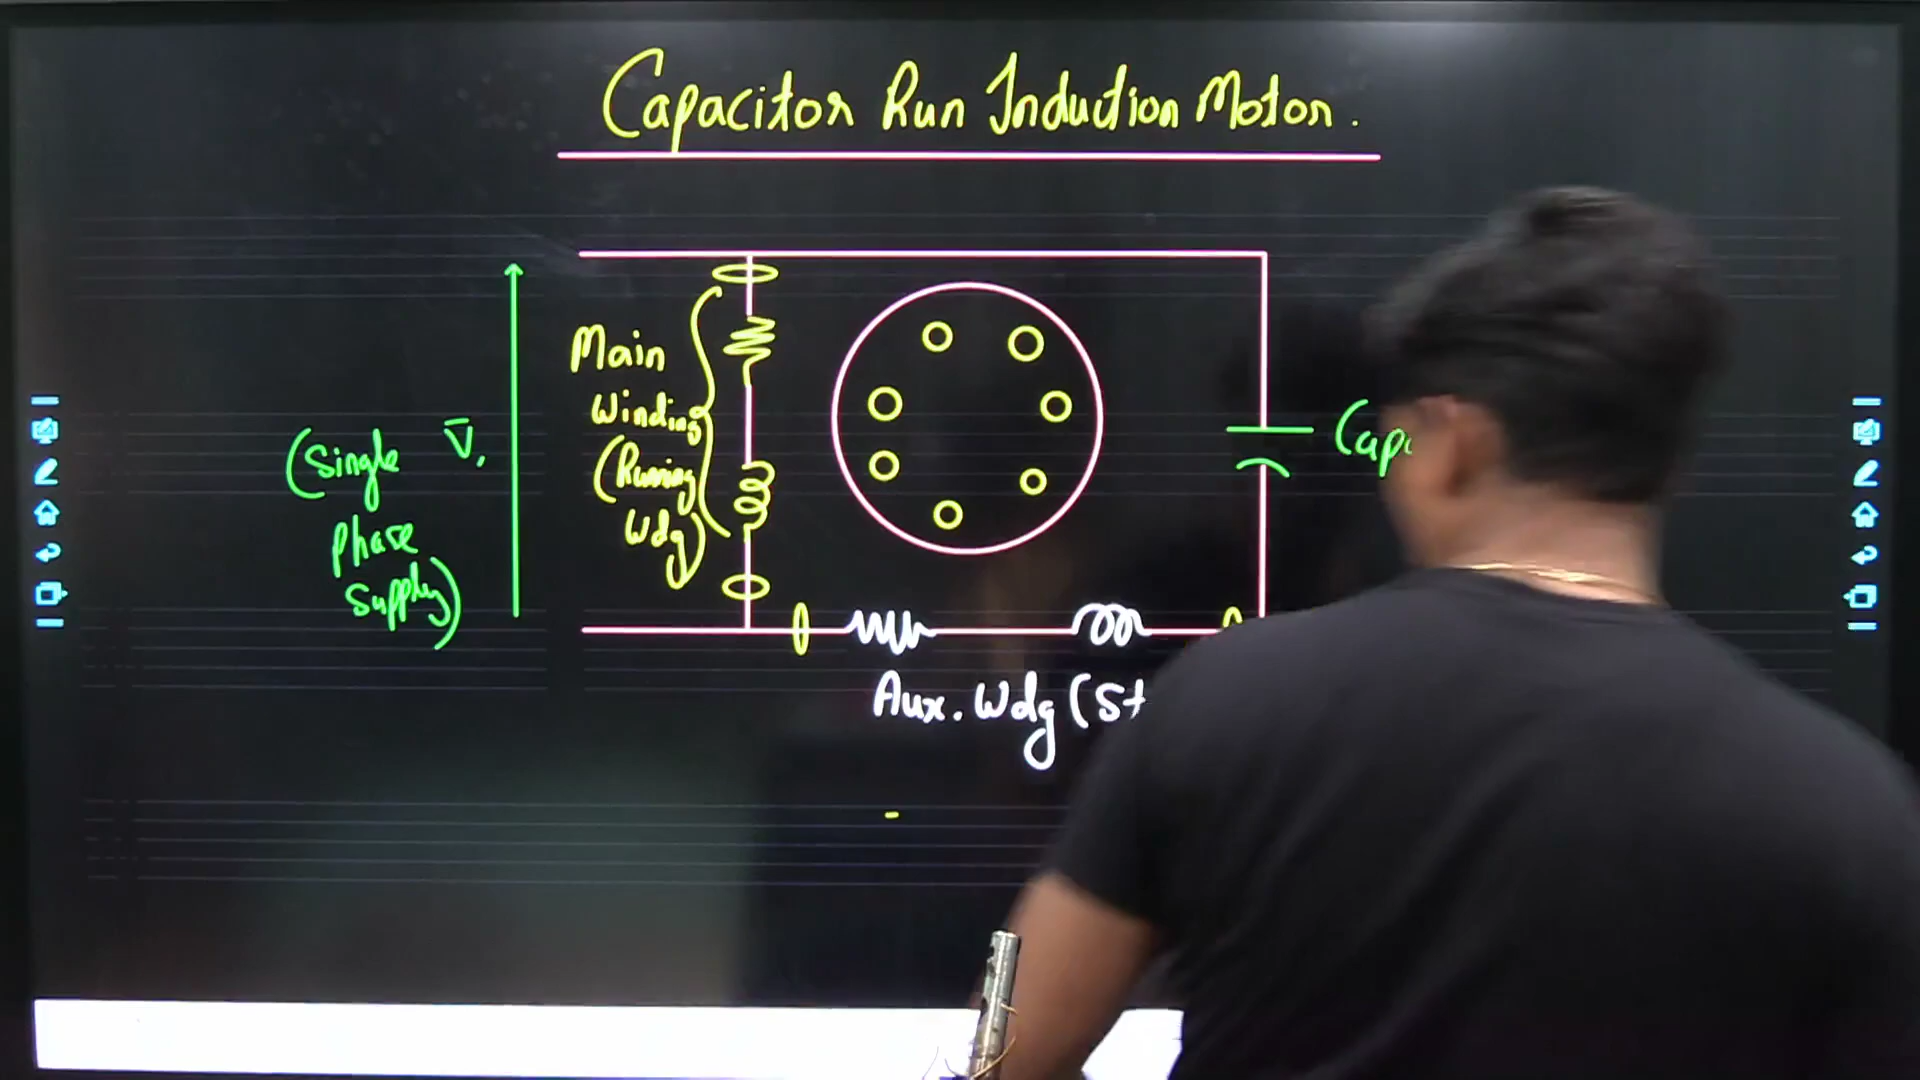 Capacitor Run Induction Motor.
Main
Winding
(Running
Wdg)
(Single
Phase
Supply)
V̄,
Aux. Wdg (St